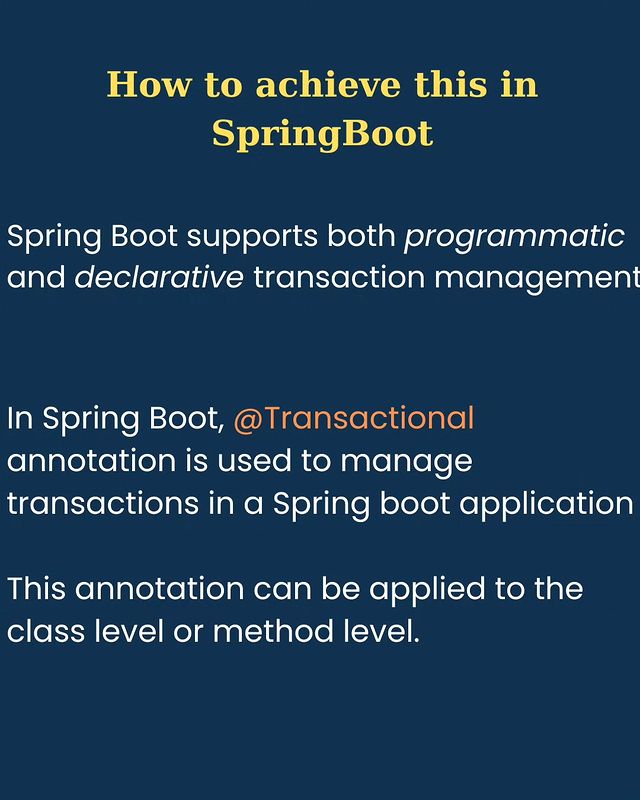 How to achieve this in
SpringBoot
Spring Boot supports both programmatic
and declarative transaction management
In Spring Boot, @Transactional
annotation is used to manage
transactions in a Spring boot application
This annotation can be applied to the
class level or method level.